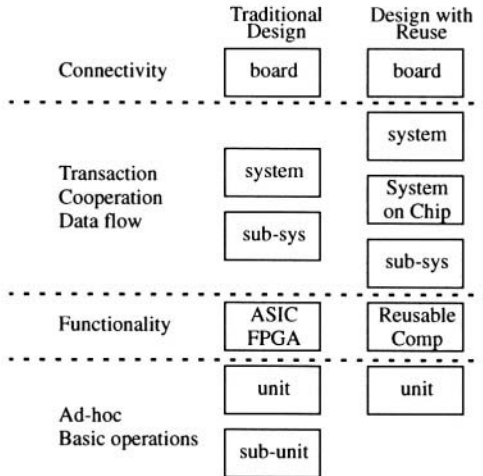 Traditional
Design
Design with
Reuse
Connectivity
board
board
Transaction
Cooperation
Data flow
system
sub-sys
system
System
on Chip
sub-sys
Functionality
ASIC
FPGA
Reusable
Comp
Ad-hoc
Basic operations
unit
sub-unit
unit